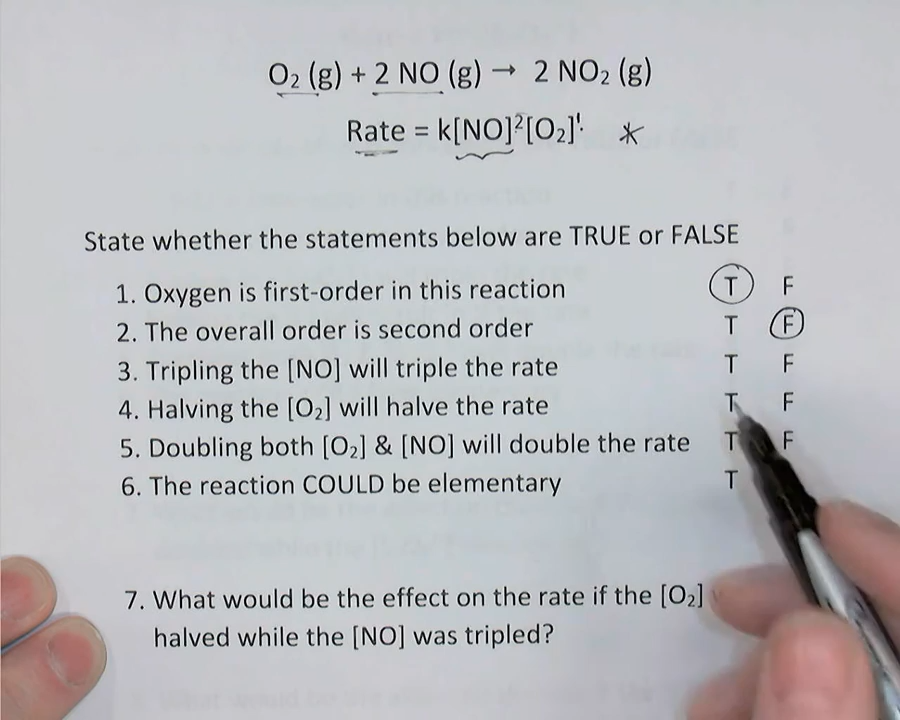 O₂ (g) + 2 NO (g) → 2 NO₂ (g)
Rate = k[NO]²[O₂]¹ *
State whether the statements below are TRUE or FALSE
1. Oxygen is first-order in this reaction T F
2. The overall order is second order T F
3. Tripling the [NO] will triple the rate T F
4. Halving the [O₂] will halve the rate T F
5. Doubling both [O₂] & [NO] will double the rate T F
6. The reaction COULD be elementary T
7. What would be the effect on the rate if the [O₂]
halved while the [NO] was tripled?